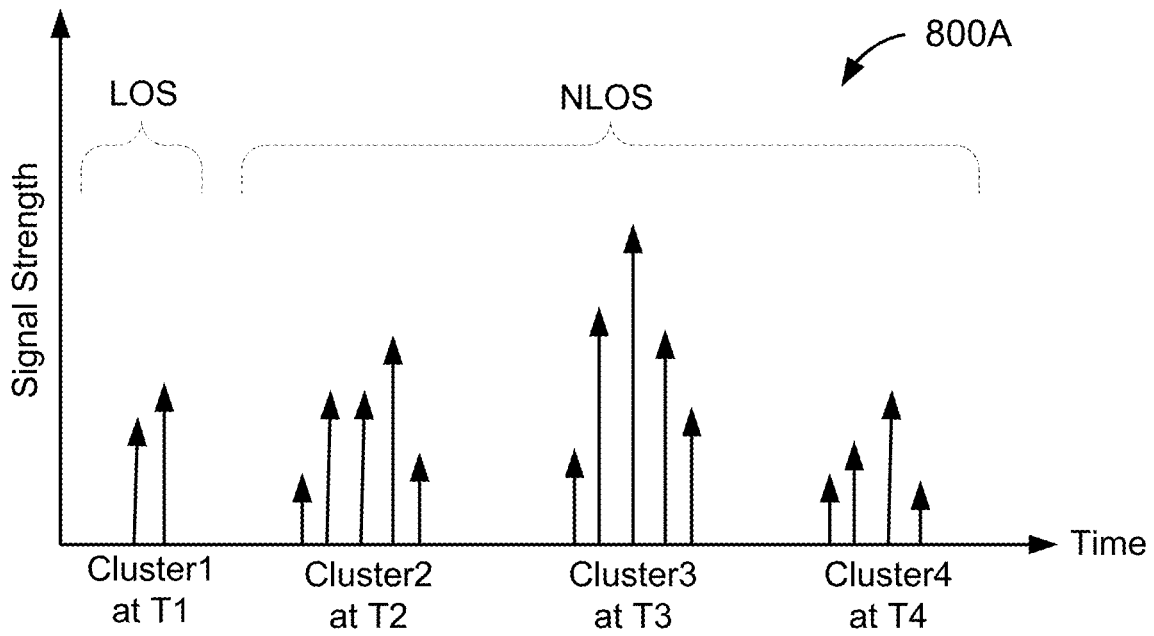 800A
LOS
NLOS
Signal Strength
Time
Cluster1
at T1
Cluster2
at T2
Cluster3
at T3
Cluster4
at T4